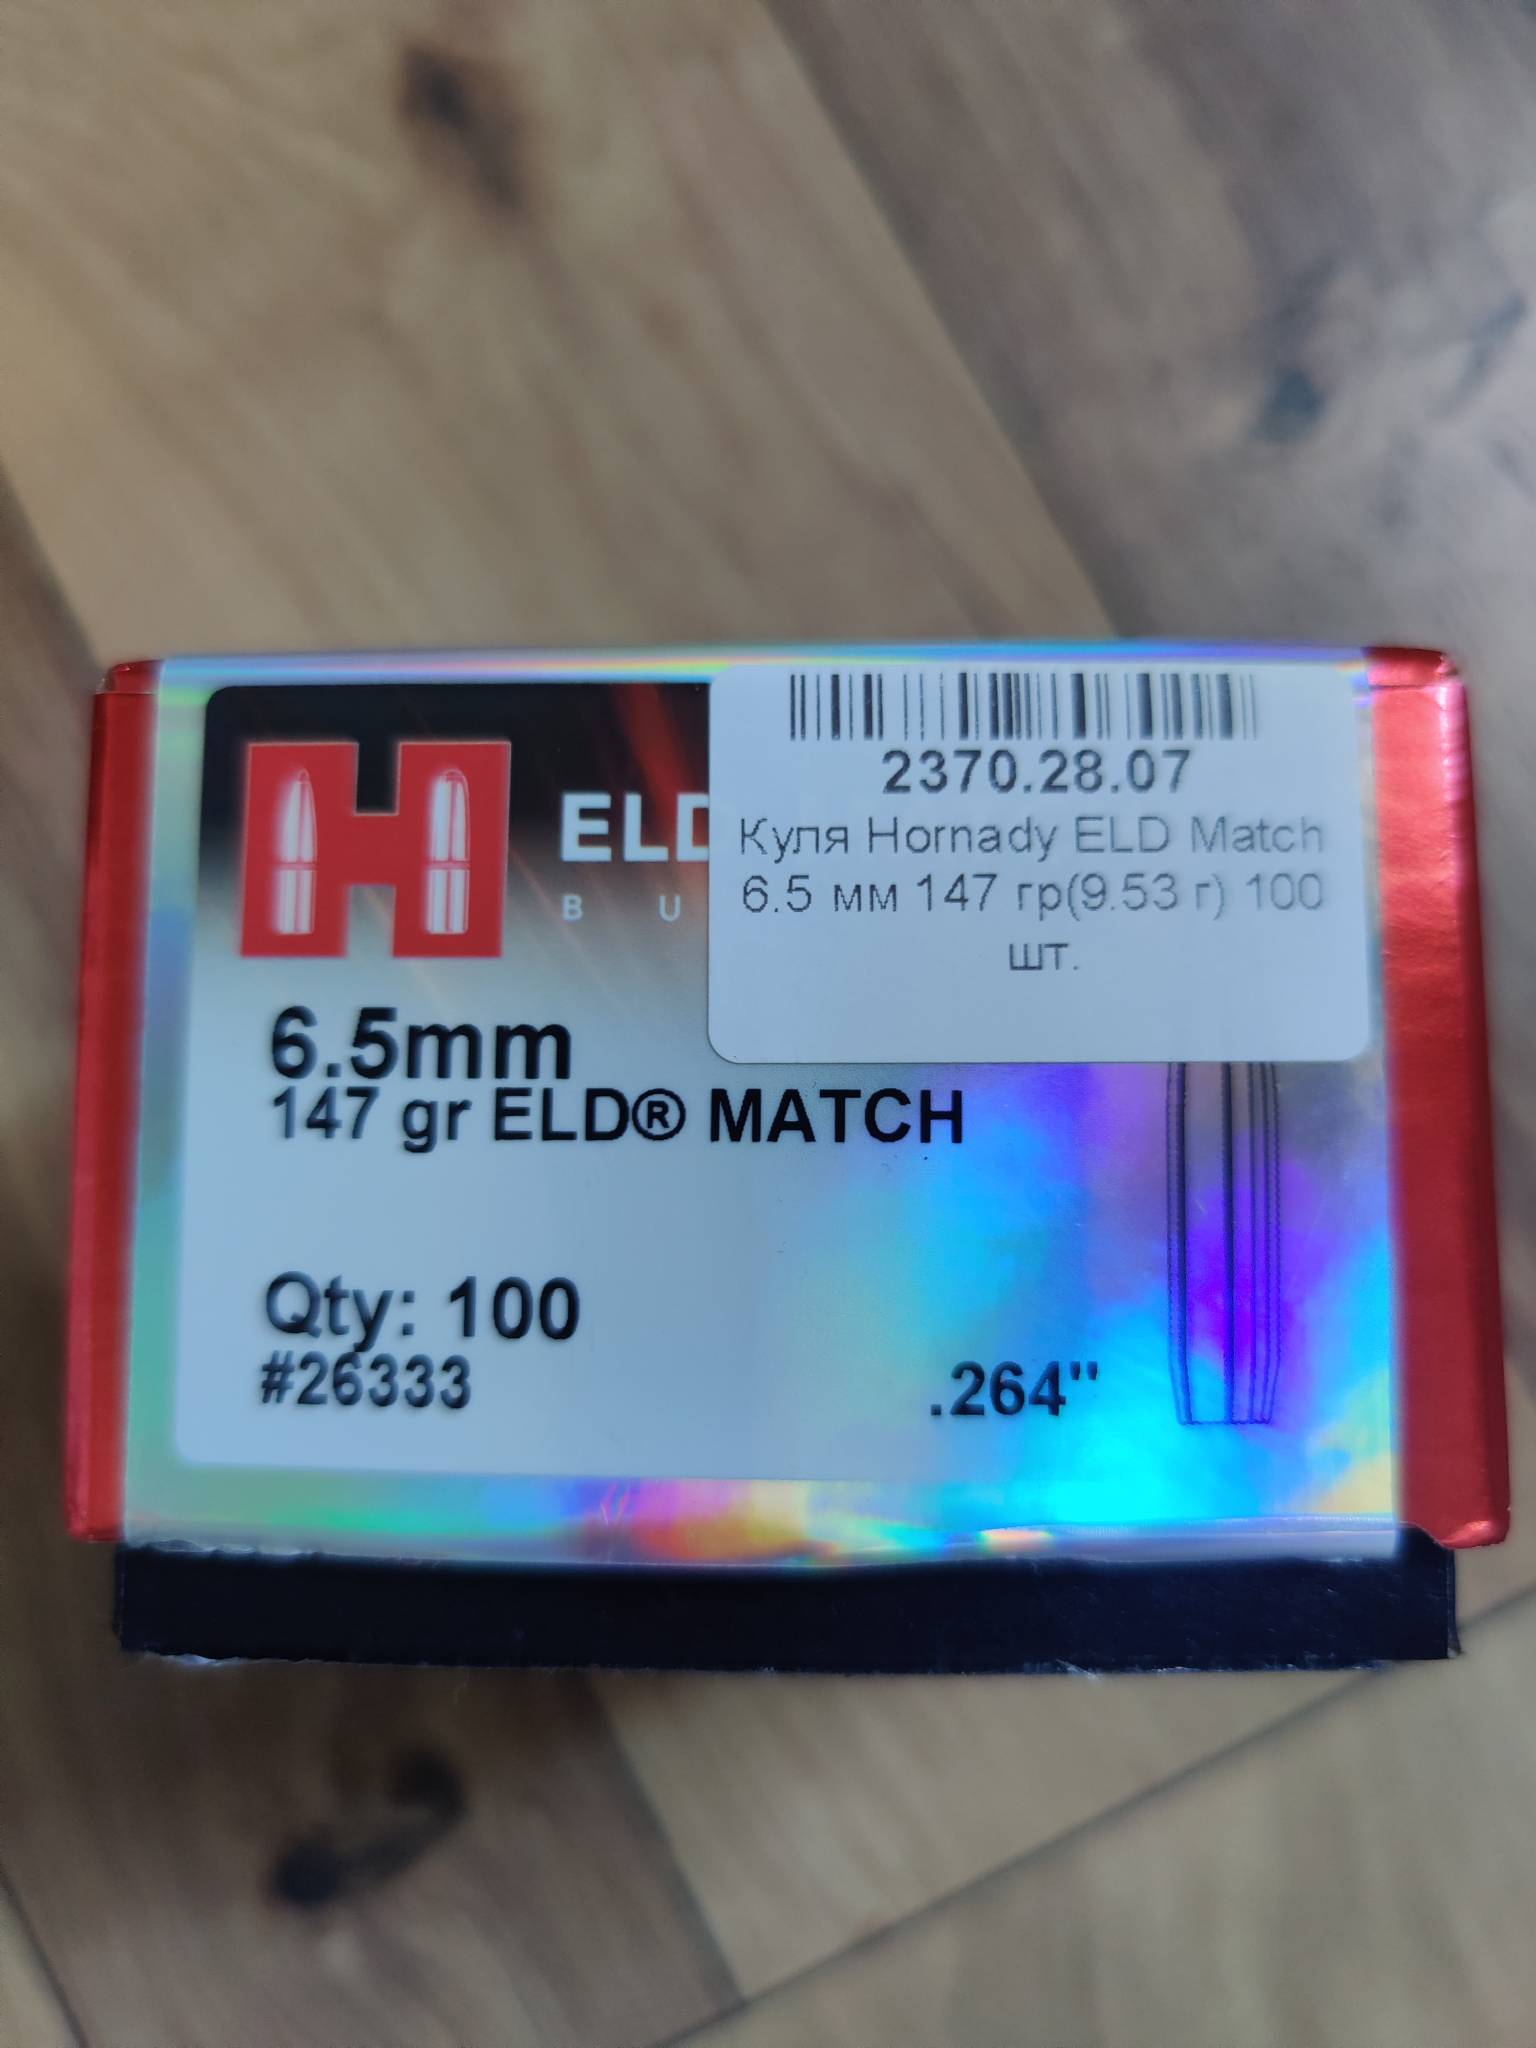 2370.28.07
Куля Hornady ELD Match
6.5 мм 147 гр(9.53 г) 100
шт.
H
6.5mm
147 gr ELD® MATCH
Qty: 100
#26333
.264"